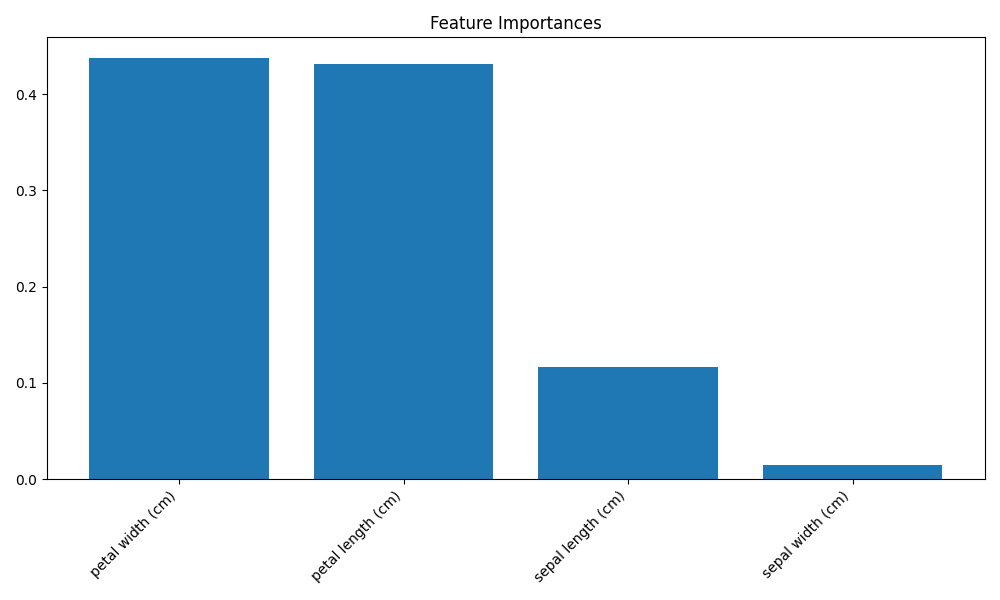 Feature Importances
0.4
0.3
0.2
0.1
0.0
petal width (cm)
petal length (cm)
sepal length (cm)
sepal width (cm)